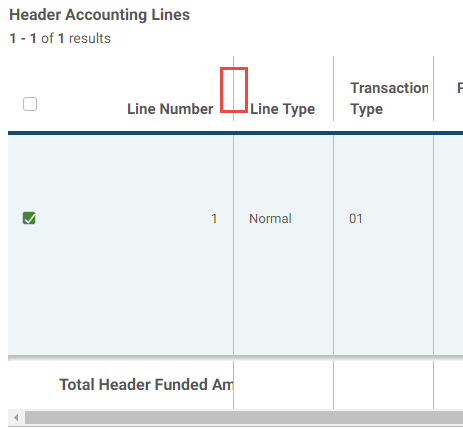 Header Accounting Lines
1 - 1 of 1 results
Line Number
Line Type
Transaction
Type
1
Normal
01
Total Header Funded Am